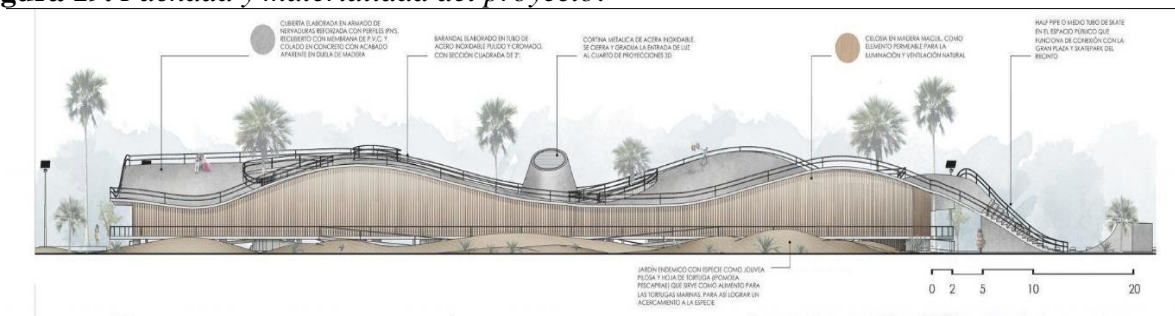 gura 19: Fachada y materialidad del proyecto.
CUBIERTA ELABORADA EN ARMADO DE
NERVADURAS REFORZADA CON PERFILES IPNS,
RECUBIERTO CON MEMBRANA DE P.V.C. Y
COLADO EN CONCRETO CON ACABADO
APARENTE EN DUELA DE MADERA
BARANDAL ELABORADO EN TUBO DE
ACERO INOXIDABLE PULIDO Y CROMADO,
CON SECCIÓN CUADRADA DE 2".
CORTINA METÁLICA DE ACERO INOXIDABLE,
SE CIERRA Y GRADUA LA ENTRADA DE LUZ
AL CUARTO DE PROYECCIONES 3D
CELOSÍA EN MADERA MACUIL, COMO
ELEMENTO PERMEABLE PARA LA
ILUMINACIÓN Y VENTILACIÓN NATURAL
HALF PIPE O MEDIO TUBO DE SKATE
EN EL ESPACIO PÚBLICO QUE
FUNCIONA DE CONEXIÓN CON LA
GRAN PLAZA Y SKATEPARK DEL
RECINTO
JARDÍN ENDEMICO CON ESPECIE COMO JOUVEA
PILOSA Y HOJA DE TORTUGA (IPOMOEA
PESCAPRAE) QUE SIRVE COMO ALIMENTO PARA
LAS TORTUGAS MARINAS, PARA ASÍ LOGRAR UN
ACERCAMIENTO A LA ESPECIE
0 2 5 10 20